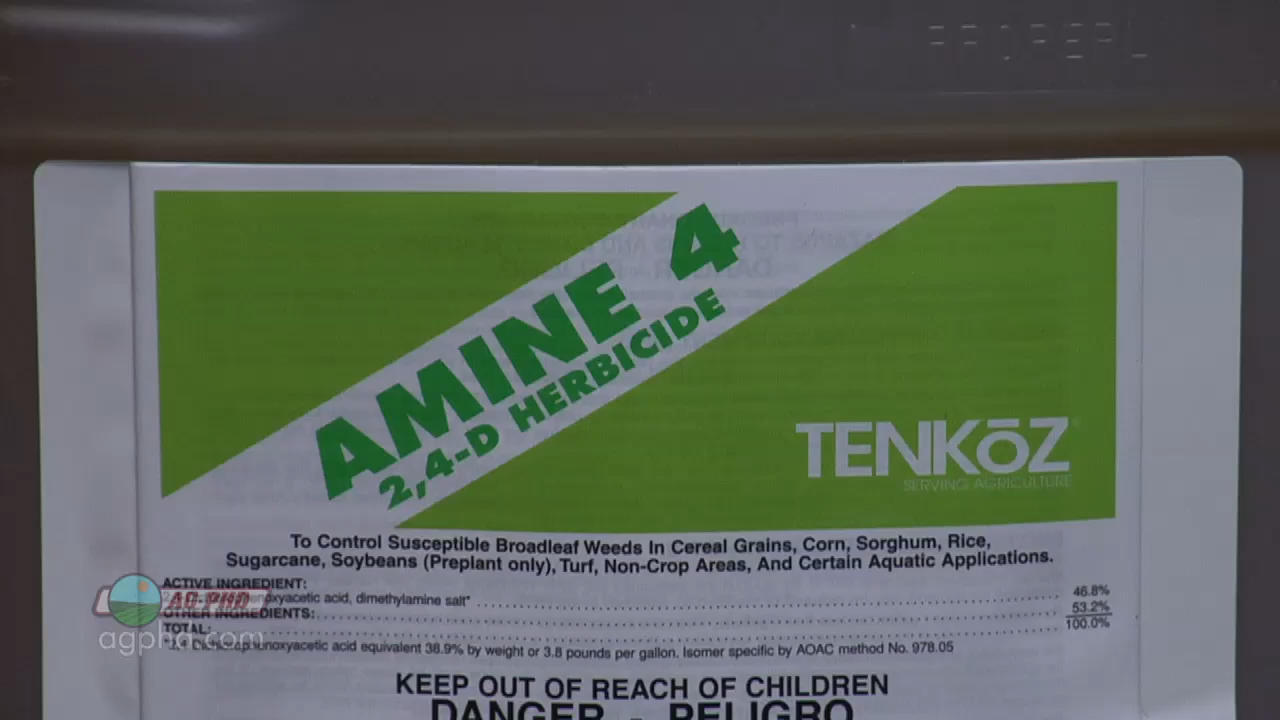 PROPERL
AMINE 4
2,4-D HERBICIDE
TENKŌZ
SERVING AGRICULTURE
To Control Susceptible Broadleaf Weeds In Cereal Grains, Corn, Sorghum, Rice,
Sugarcane, Soybeans (Preplant only), Turf, Non-Crop Areas, And Certain Aquatic Applications.
ACTIVE INGREDIENT:
acid, dimethylamine salt* 46.8%
OTHER INGREDIENTS: 53.2%
TOTAL: 100.0%
acid equivalent 38.9% by weight or 3.8 pounds per gallon. Isomer specific by AOAC method No. 978.05
KEEP OUT OF REACH OF CHILDREN
DANGER - PELIGRO
AG PHD
agphd.com